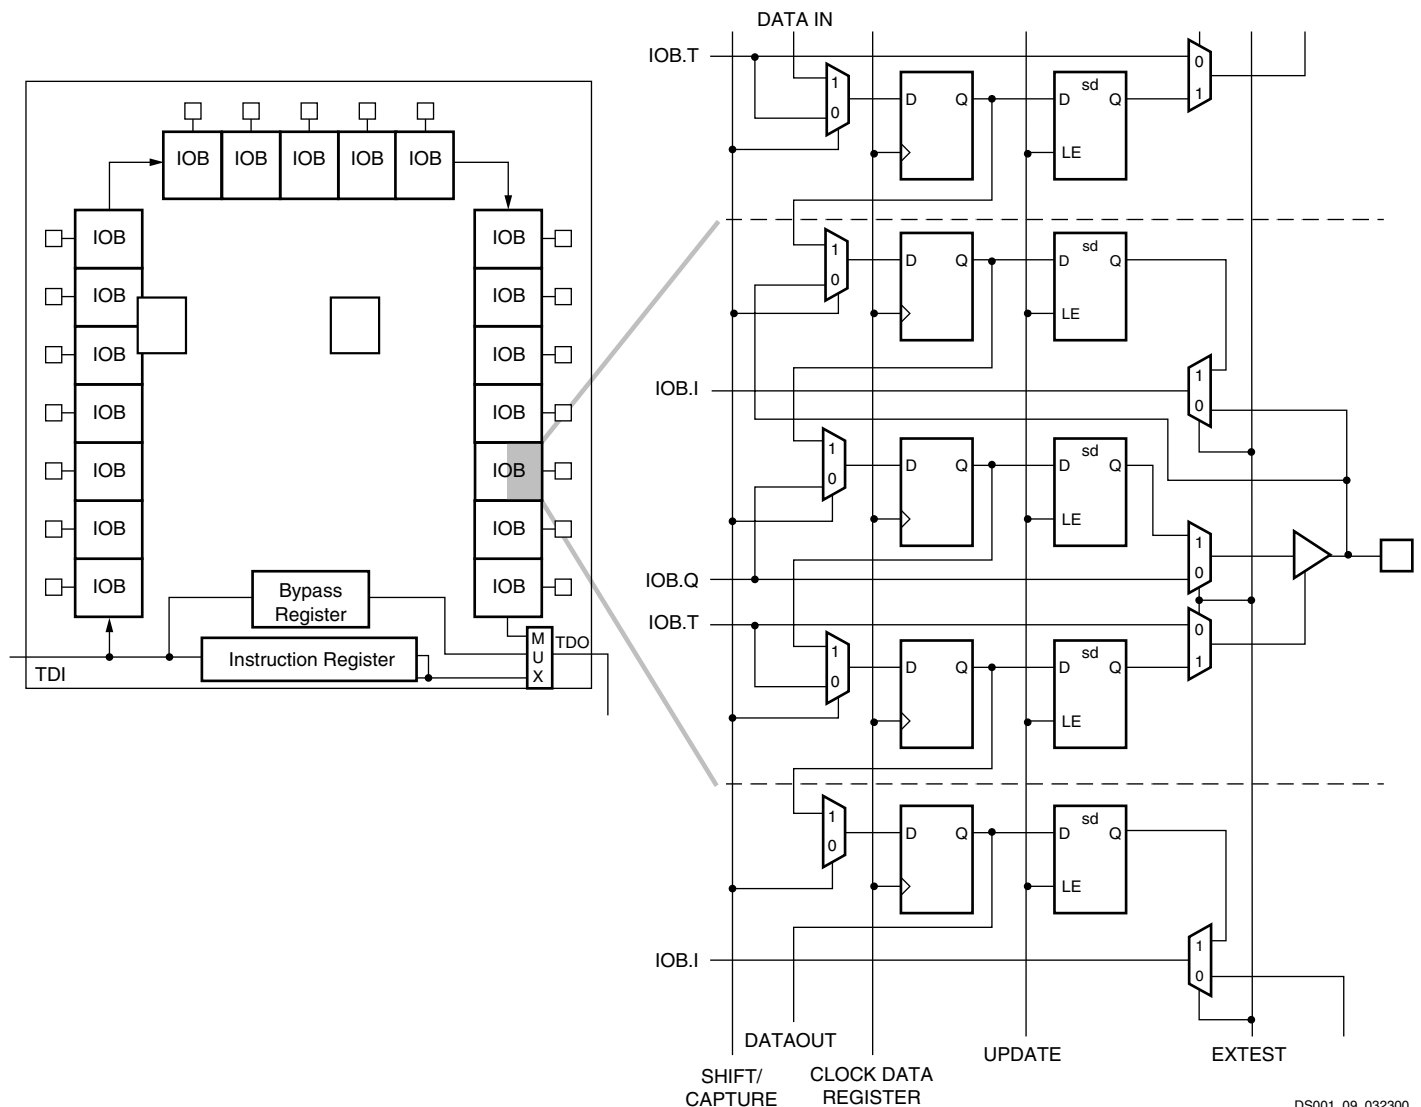 DATA IN
IOB.T
1
0
D
Q
D
sd
Q
LE
0
1
IOB IOB IOB IOB IOB
IOB
IOB
IOB
IOB
IOB
IOB
IOB
IOB
IOB
IOB
IOB
IOB
IOB
IOB
Bypass
Register
Instruction Register
TDI
M
U
X
TDO
1
0
D
Q
D
sd
Q
LE
IOB.I
1
0
1
0
D
Q
D
sd
Q
LE
1
0
IOB.Q
IOB.T
0
1
1
0
D
Q
D
sd
Q
LE
1
0
D
Q
D
sd
Q
LE
IOB.I
1
0
DATAOUT
UPDATE
EXTEST
SHIFT/
CAPTURE
CLOCK DATA
REGISTER
DS001_09_032300